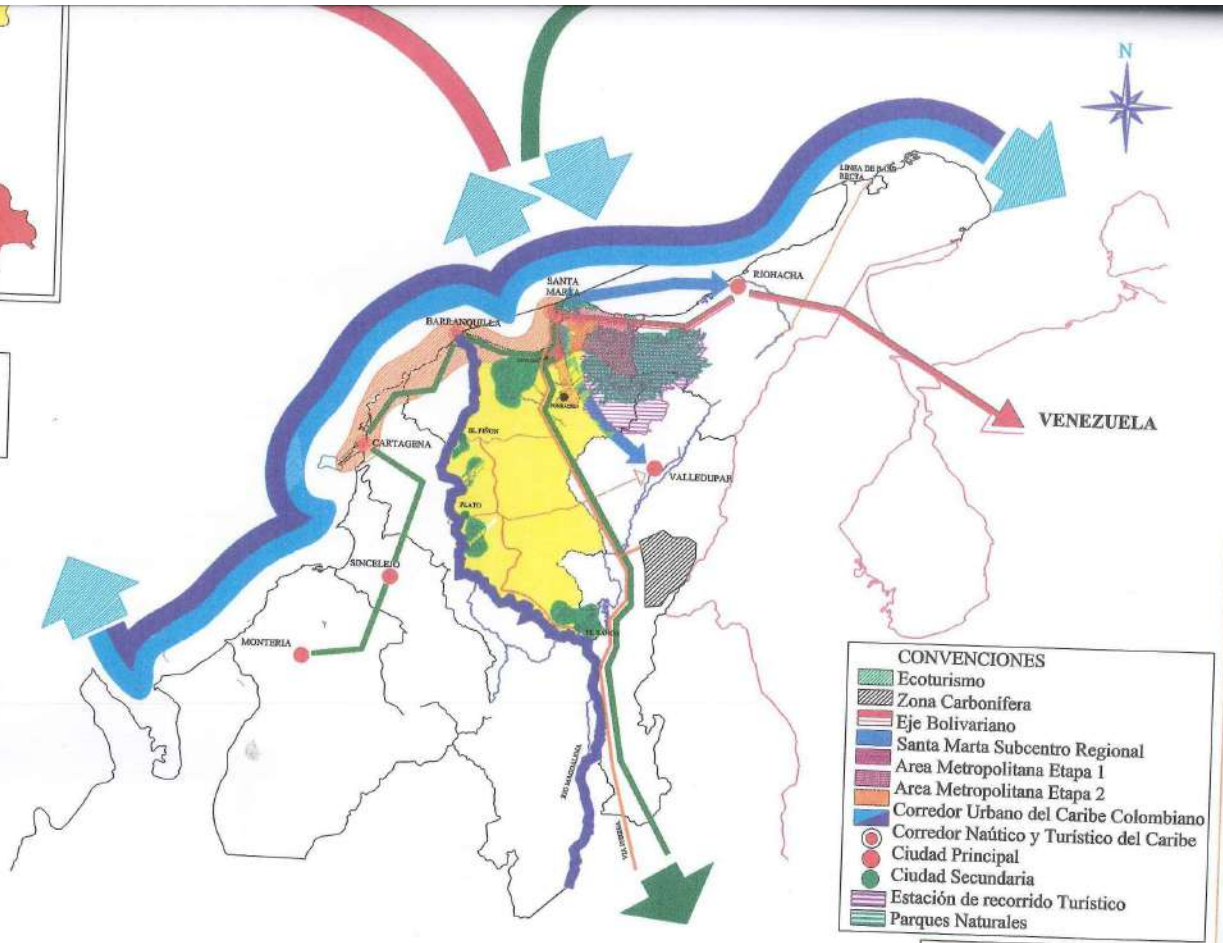 N
LINEA DE BASE
RECTA
RIOHACHA
SANTA
MARTA
BARRANQUILLA
VENEZUELA
EL PIÑON
CARTAGENA
VALLEDUPAR
PLATO
SINCELEJO
EL BANCO
MONTERIA
RIO MAGDALENA
CONVENCIONES
Ecoturismo
Zona Carbonífera
Eje Bolivariano
Santa Marta Subcentro Regional
Area Metropolitana Etapa 1
Area Metropolitana Etapa 2
Corredor Urbano del Caribe Colombiano
Corredor Naútico y Turístico del Caribe
Ciudad Principal
Ciudad Secundaria
Estación de recorrido Turístico
Parques Naturales